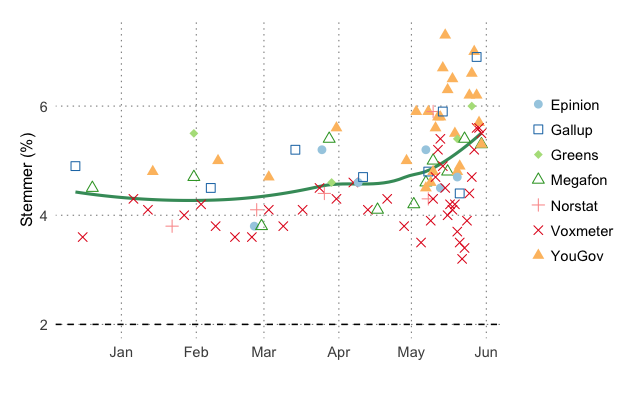 Stemmer (%)
6
4
2
Jan
Feb
Mar
Apr
May
Jun
Epinion
Gallup
Greens
Megafon
Norstat
Voxmeter
YouGov